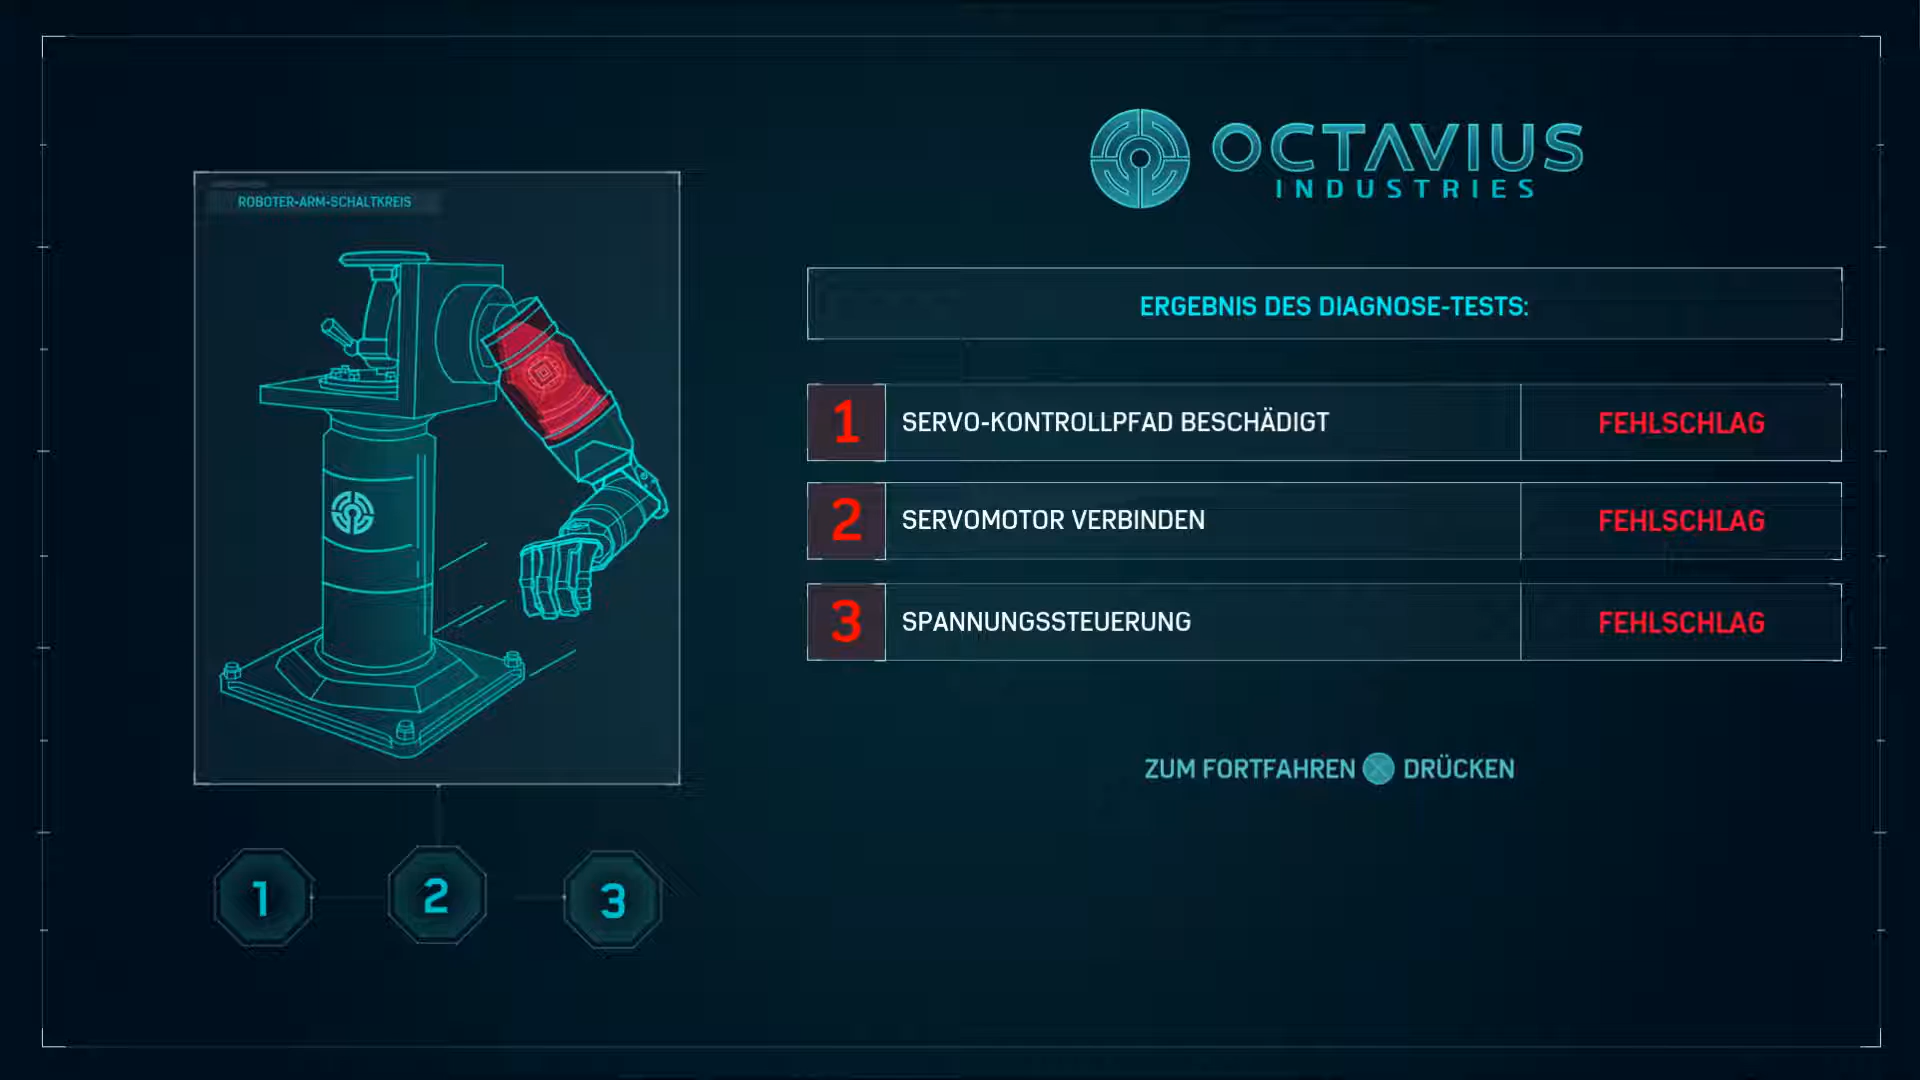 ROBOTER-ARM-SCHALTKREIS
1
2
3
OCTAVIUS
INDUSTRIES
ERGEBNIS DES DIAGNOSE-TESTS:
1 SERVO-KONTROLLPFAD BESCHÄDIGT FEHLSCHLAG
2 SERVOMOTOR VERBINDEN FEHLSCHLAG
3 SPANNUNGSSTEUERUNG FEHLSCHLAG
ZUM FORTFAHREN DRÜCKEN